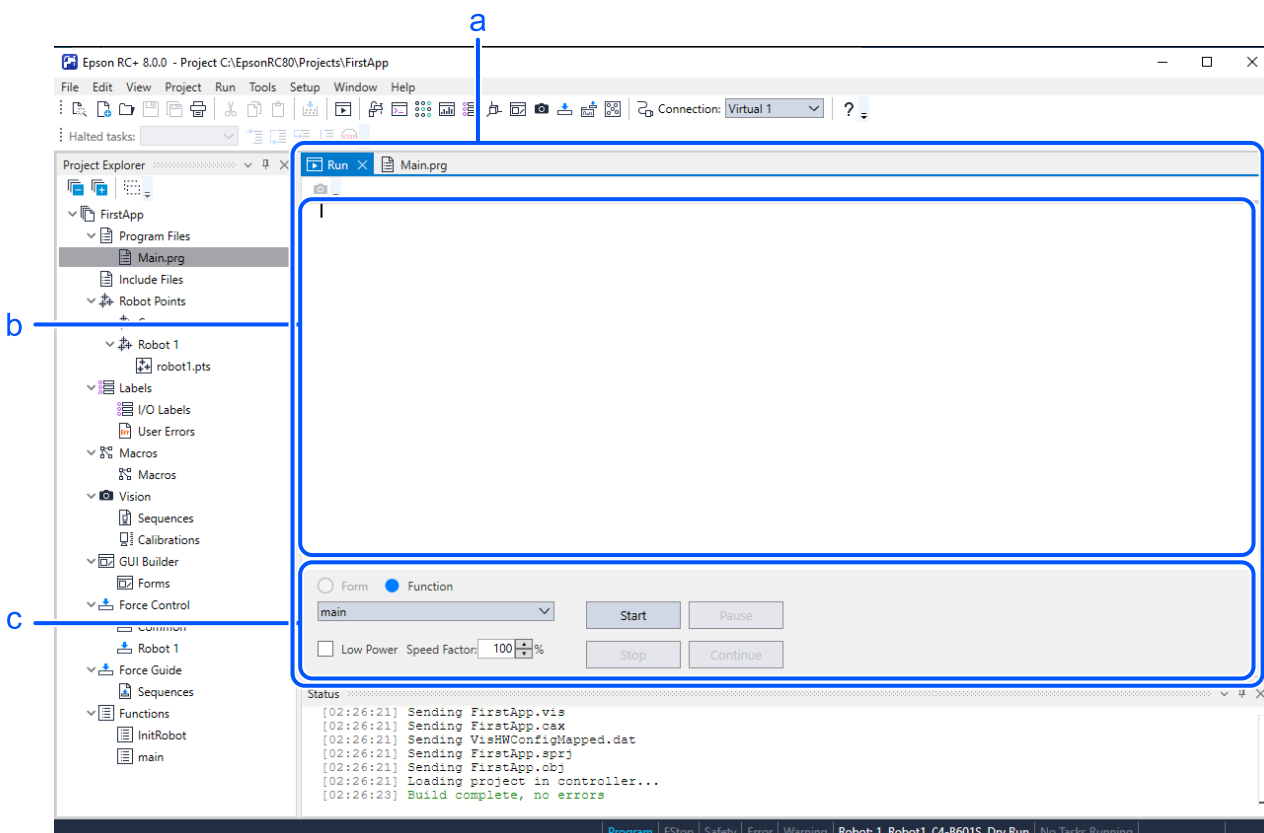 a
Epson RC+ 8.0.0 - Project C:\EpsonRC80\Projects\FirstApp
File Edit View Project Run Tools Setup Window Help
Connection: Virtual 1 ?
Halted tasks:
Project Explorer
Run Main.prg
FirstApp
Program Files
Main.prg
Include Files
Robot Points
b
Robot 1
robot1.pts
Labels
I/O Labels
User Errors
Macros
Macros
Vision
Sequences
Calibrations
GUI Builder
Forms
Force Control
c
Common
Robot 1
Force Guide
Sequences
Functions
InitRobot
main
Form Function
main Start Pause
Low Power Speed Factor: 100 %
Stop Continue
Status
[02:26:21] Sending FirstApp.vis
[02:26:21] Sending FirstApp.cax
[02:26:21] Sending VisHWConfigMapped.dat
[02:26:21] Sending FirstApp.sprj
[02:26:21] Sending FirstApp.obj
[02:26:21] Loading project in controller...
[02:26:23] Build complete, no errors
Program EStop Safety Error Warning Robot: 1, Robot1, C4-B601S, Dry Run No Tasks Running